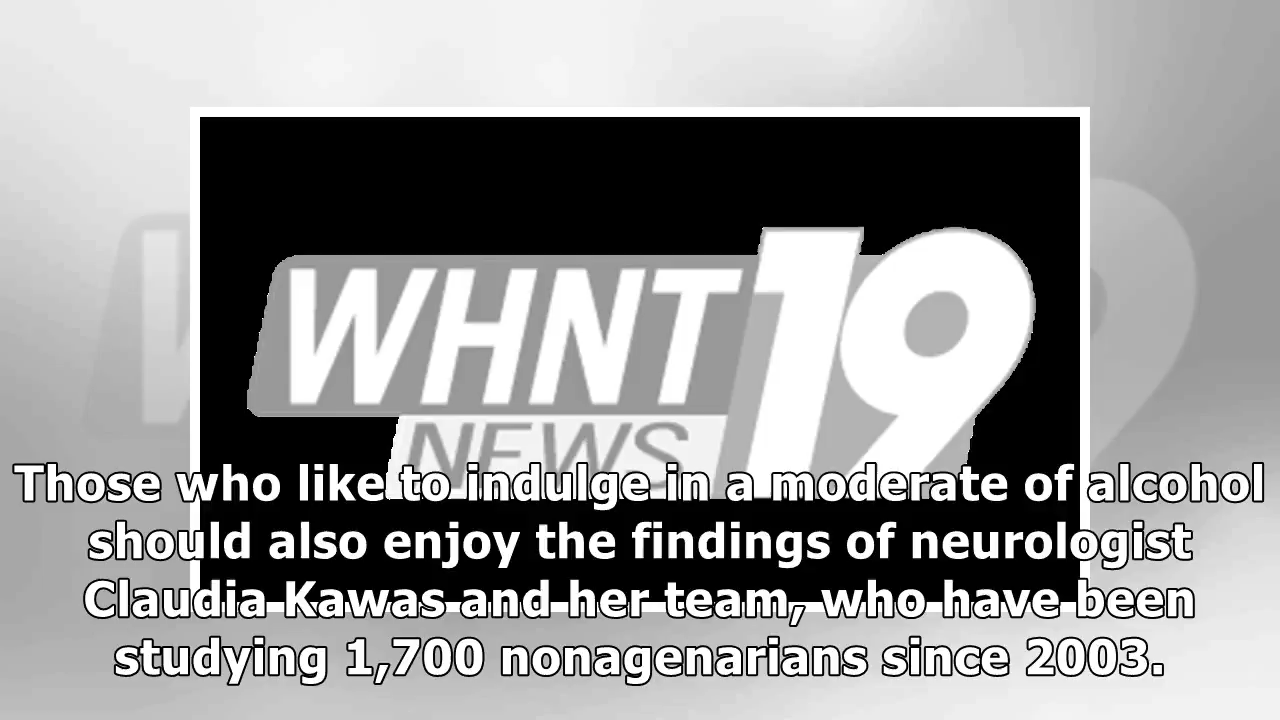 WHNT 19
NEWS
Those who like to indulge in a moderate of alcohol
should also enjoy the findings of neurologist
Claudia Kawas and her team, who have been
studying 1,700 nonagenarians since 2003.